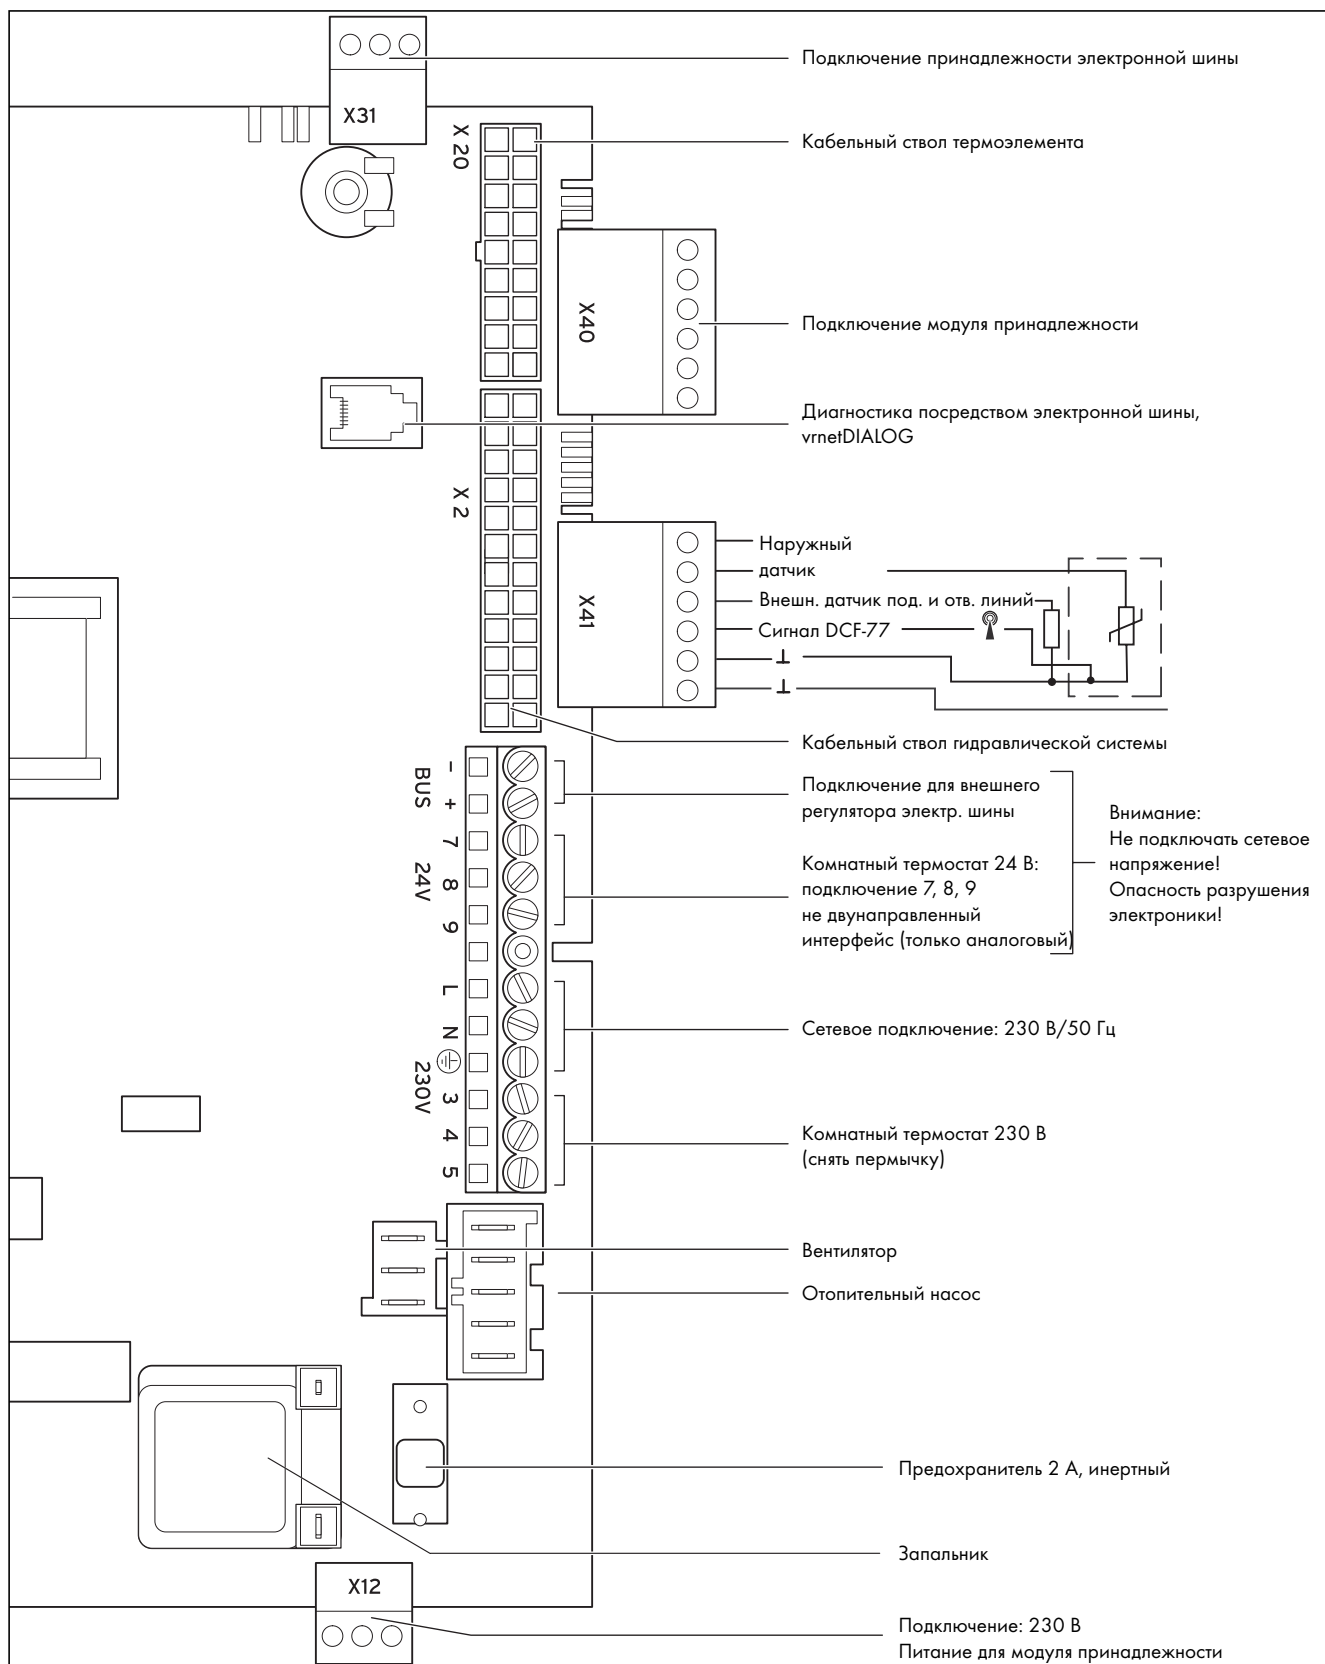 Подключение принадлежности электронной шины
X31
X 20
Кабельный ствол термоэлемента
X40
Подключение модуля принадлежности
Диагностика посредством электронной шины,
vrnetDIALOG
X 2
X41
Наружный
датчик
Внешн. датчик под. и отв. линий
Сигнал DCF-77
Кабельный ствол гидравлической системы
BUS
- +
Подключение для внешнего
регулятора электр. шины
24V
7 8 9
Комнатный термостат 24 В:
подключение 7, 8, 9
не двунаправленный
интерфейс (только аналоговый)
Внимание:
Не подключать сетевое
напряжение!
Опасность разрушения
электроники!
L N
Сетевое подключение: 230 В/50 Гц
230V
3 4 5
Комнатный термостат 230 В
(снять пермычку)
Вентилятор
Отопительный насос
Предохранитель 2 А, инертный
Запальник
X12
Подключение: 230 В
Питание для модуля принадлежности